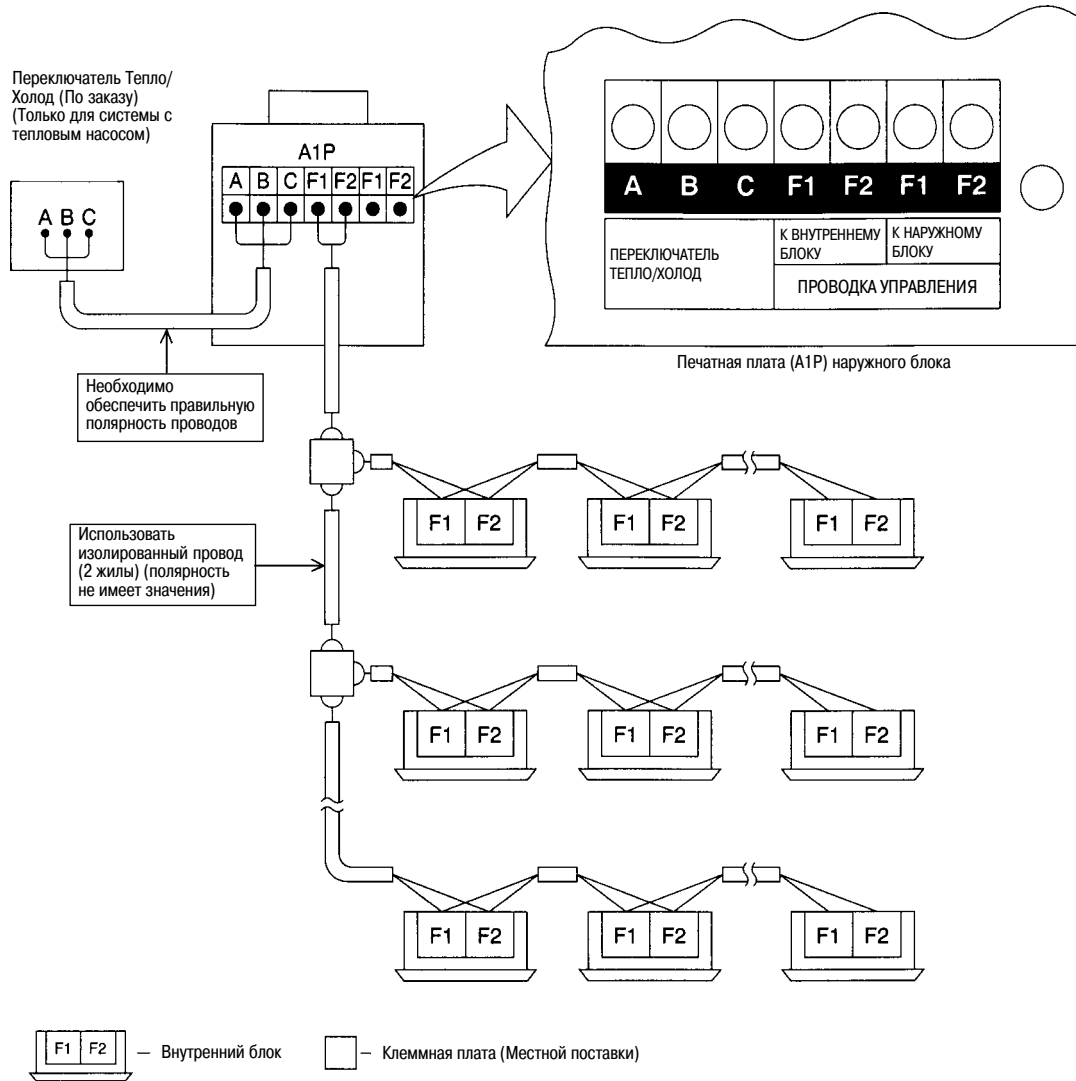 Переключатель Тепло/
Холод (По заказу)
(Только для системы с
тепловым насосом)
A B C
A1P
A B C F1 F2 F1 F2
A B C F1 F2 F1 F2
ПЕРЕКЛЮЧАТЕЛЬ
ТЕПЛО/ХОЛОД
К ВНУТРЕННЕМУ
БЛОКУ
К НАРУЖНОМУ
БЛОКУ
ПРОВОДКА УПРАВЛЕНИЯ
Печатная плата (A1P) наружного блока
Необходимо
обеспечить правильную
полярность проводов
Использовать
изолированный провод
(2 жилы) (полярность
не имеет значения)
F1 F2 F1 F2 F1 F2
F1 F2 F1 F2 F1 F2
F1 F2 F1 F2 F1 F2
F1 F2 – Внутренний блок
– Клеммная плата (Местной поставки)